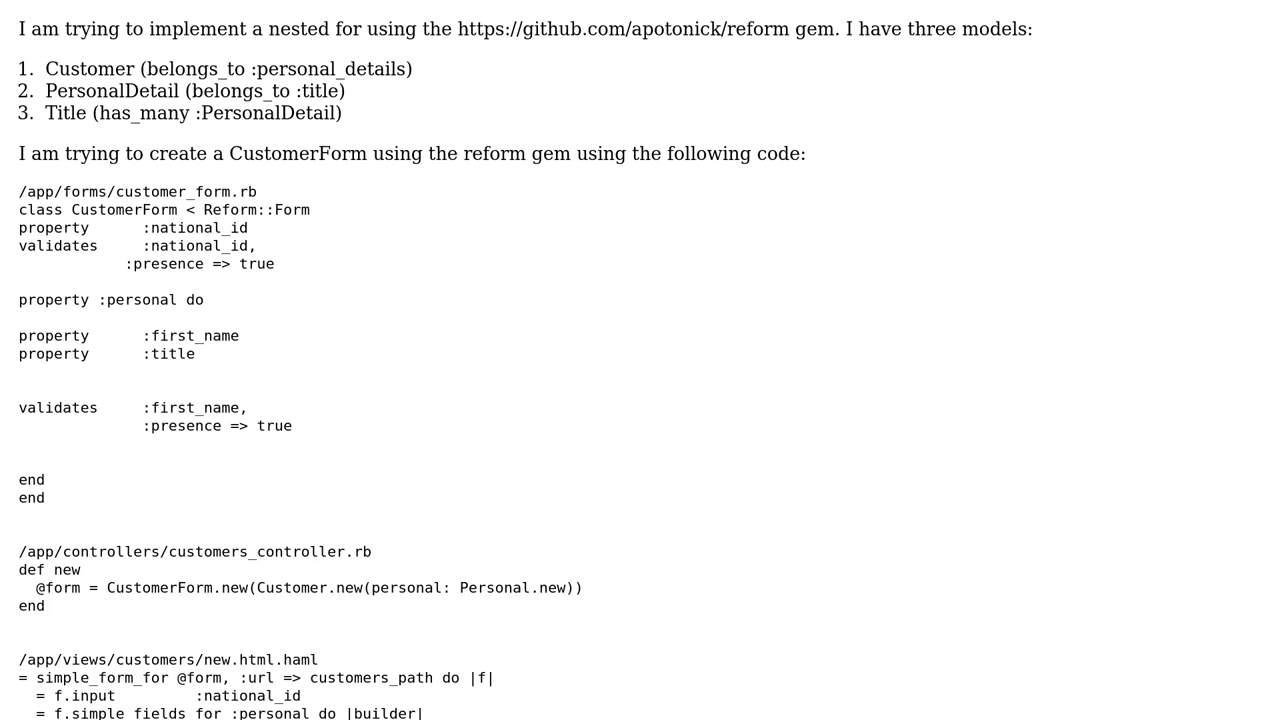 I am trying to implement a nested for using the https://github.com/apotonick/reform gem. I have three models:
1. Customer (belongs_to :personal_details)
2. PersonalDetail (belongs_to :title)
3. Title (has_many :PersonalDetail)
I am trying to create a CustomerForm using the reform gem using the following code:
/app/forms/customer_form.rb
class CustomerForm < Reform::Form
property      :national_id
validates     :national_id,
            :presence => true
property :personal do
property      :first_name
property      :title
validates     :first_name,
              :presence => true
end
end
/app/controllers/customers_controller.rb
def new
  @form = CustomerForm.new(Customer.new(personal: Personal.new))
end
/app/views/customers/new.html.haml
= simple_form_for @form, :url => customers_path do |f|
  = f.input         :national_id
  = f.simple_fields_for :personal do |builder|